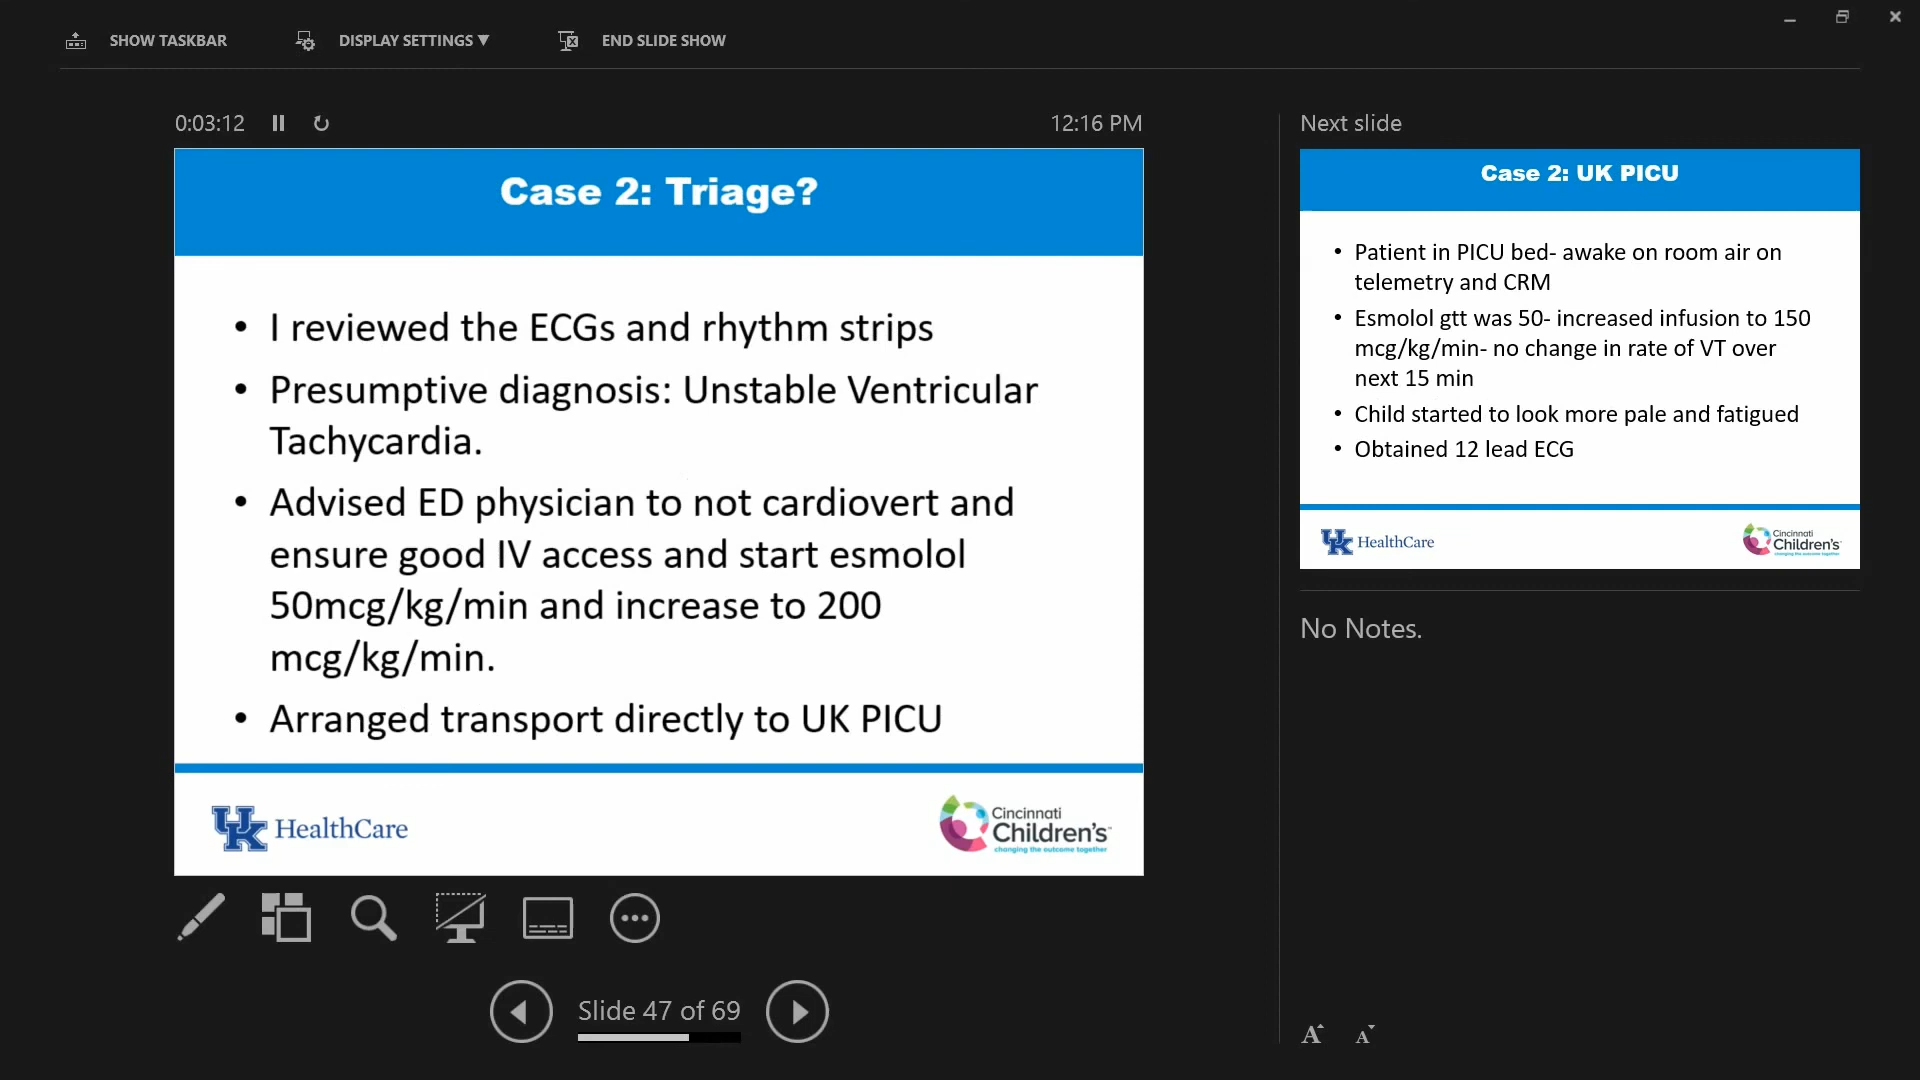 SHOW TASKBAR
DISPLAY SETTINGS ▼
END SLIDE SHOW
0:03:12
12:16 PM
Case 2: Triage?
• I reviewed the ECGs and rhythm strips
• Presumptive diagnosis: Unstable Ventricular
Tachycardia.
• Advised ED physician to not cardiovert and
ensure good IV access and start esmolol
50mcg/kg/min and increase to 200
mcg/kg/min.
• Arranged transport directly to UK PICU
UK HealthCare
Cincinnati
Children's™
changing the outcome together
Slide 47 of 69
Next slide
Case 2: UK PICU
• Patient in PICU bed- awake on room air on
telemetry and CRM
• Esmolol gtt was 50- increased infusion to 150
mcg/kg/min- no change in rate of VT over
next 15 min
• Child started to look more pale and fatigued
• Obtained 12 lead ECG
UK HealthCare
Cincinnati
Children's
changing the outcome together
No Notes.
A A